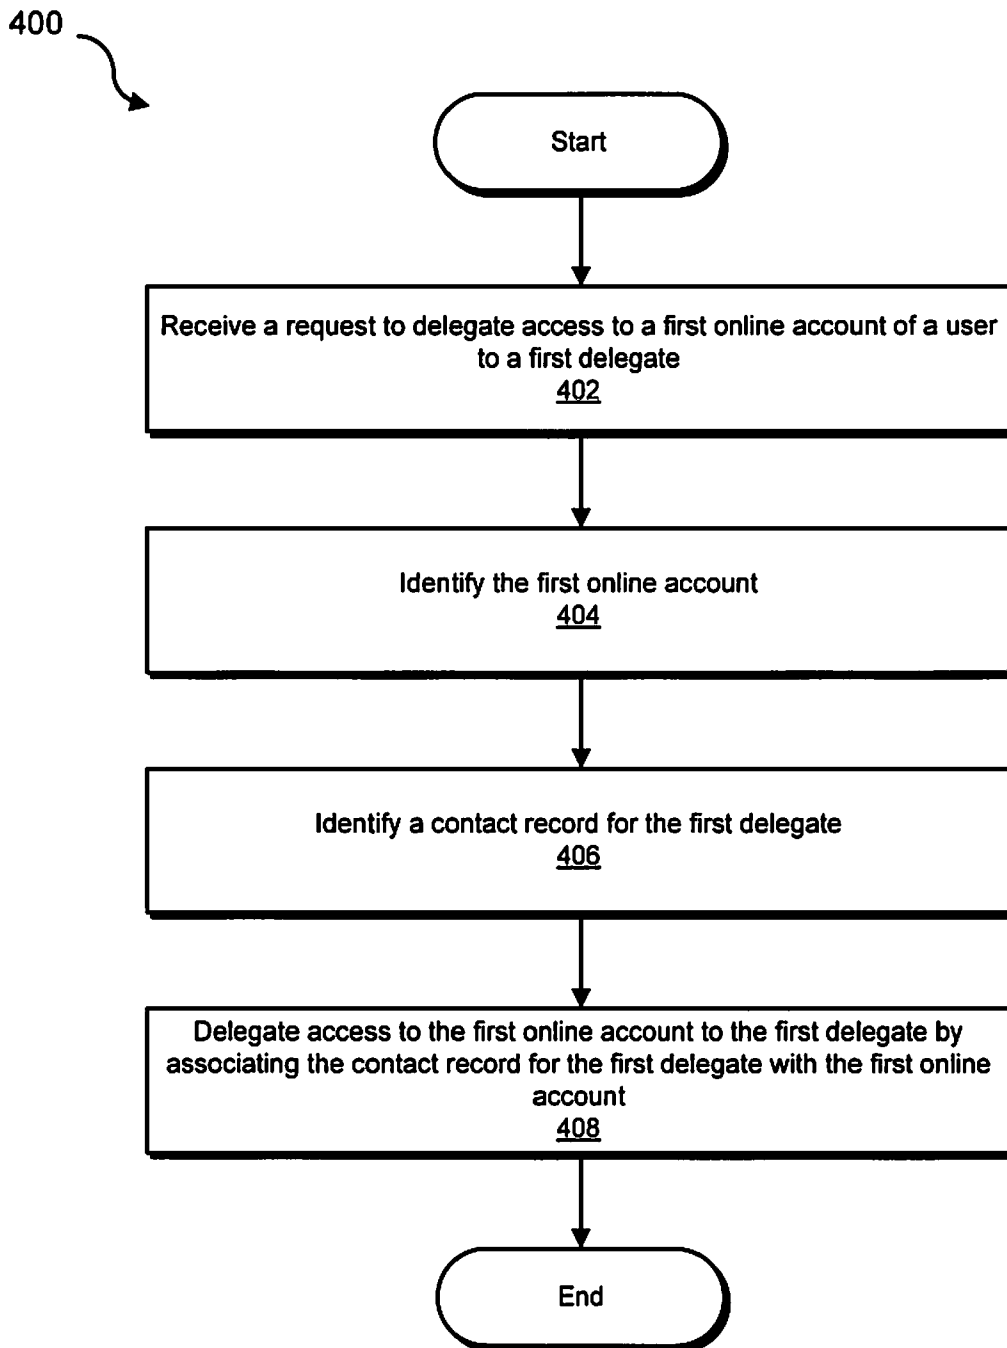 400
Start
Receive a request to delegate access to a first online account of a user
to a first delegate
402
Identify the first online account
404
Identify a contact record for the first delegate
406
Delegate access to the first online account to the first delegate by
associating the contact record for the first delegate with the first online
account
408
End